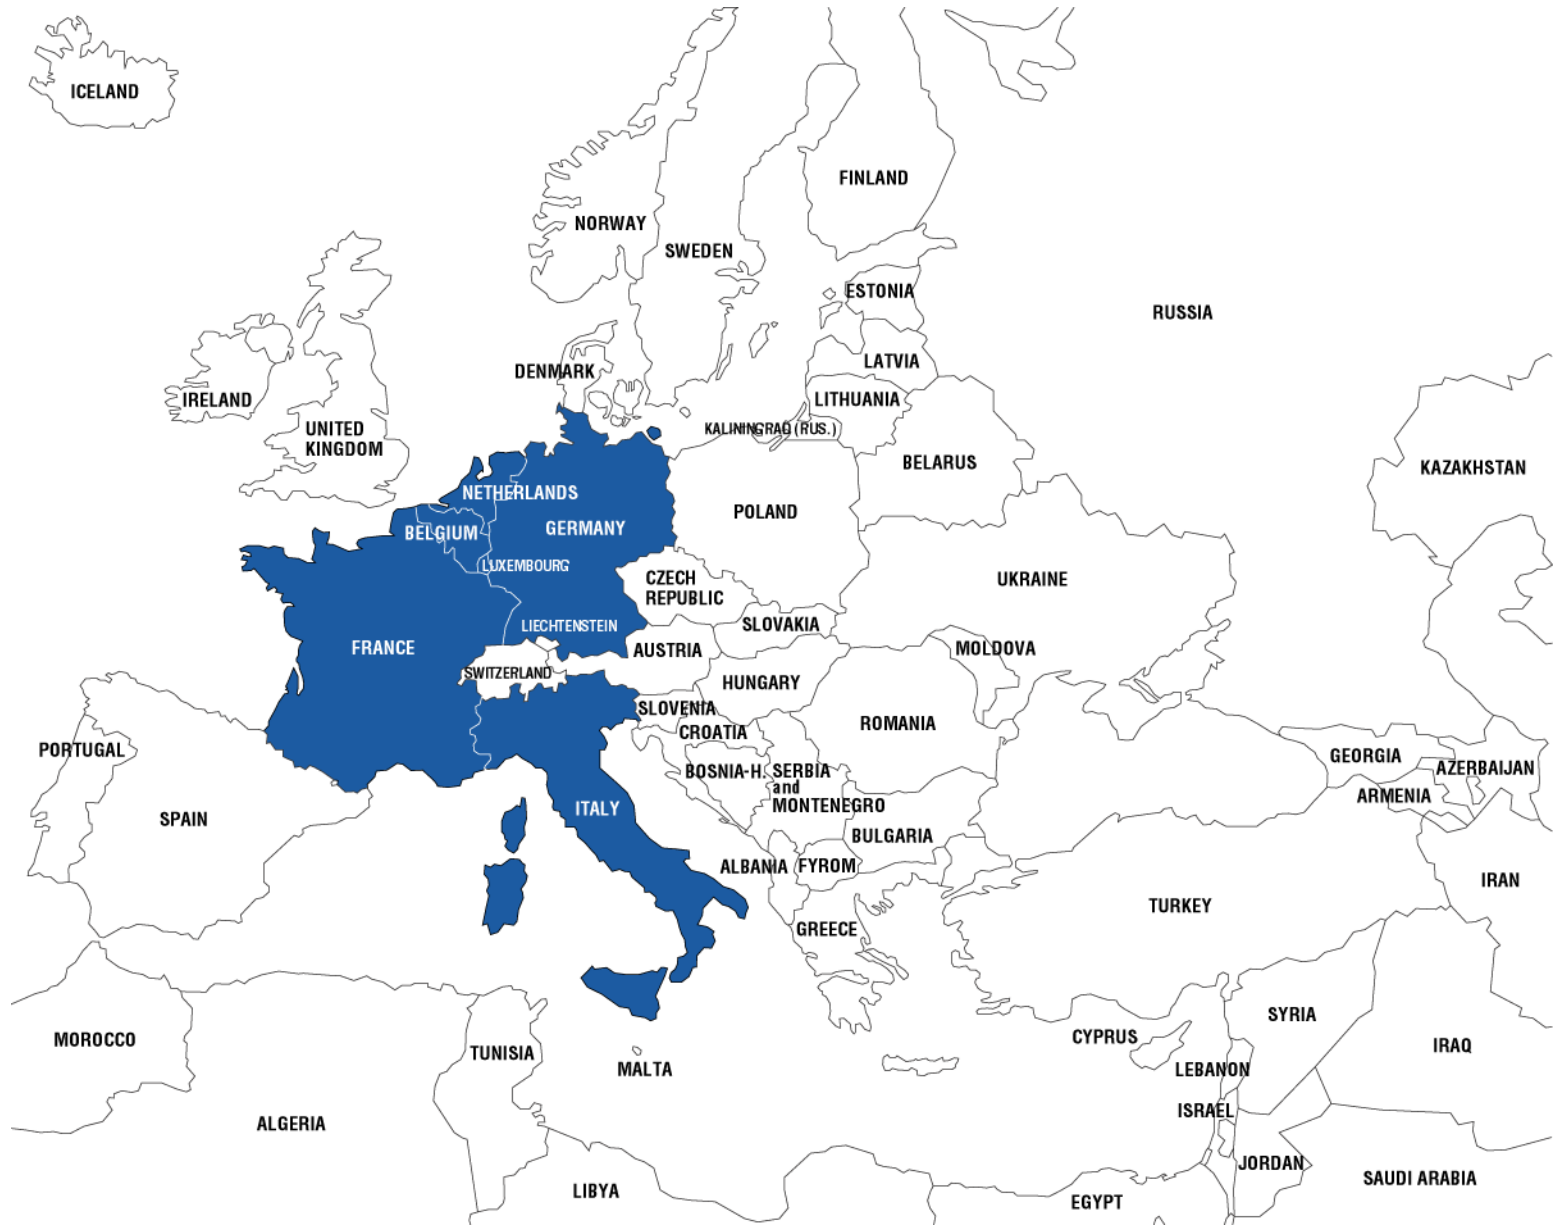 ICELAND
FINLAND
NORWAY
SWEDEN
ESTONIA
RUSSIA
LATVIA
DENMARK
IRELAND
LITHUANIA
UNITED
KINGDOM
KALININGRAD (RUS.)
BELARUS
KAZAKHSTAN
NETHERLANDS
POLAND
BELGIUM
GERMANY
LUXEMBOURG
CZECH
REPUBLIC
UKRAINE
LIECHTENSTEIN
SLOVAKIA
FRANCE
AUSTRIA
MOLDOVA
SWITZERLAND
HUNGARY
SLOVENIA
ROMANIA
CROATIA
PORTUGAL
GEORGIA
BOSNIA-H.
SERBIA
and
MONTENEGRO
AZERBAIJAN
ARMENIA
ITALY
SPAIN
BULGARIA
ALBANIA
FYROM
IRAN
TURKEY
GREECE
SYRIA
MOROCCO
CYPRUS
IRAQ
TUNISIA
MALTA
LEBANON
ISRAEL
ALGERIA
JORDAN
SAUDI ARABIA
LIBYA
EGYPT